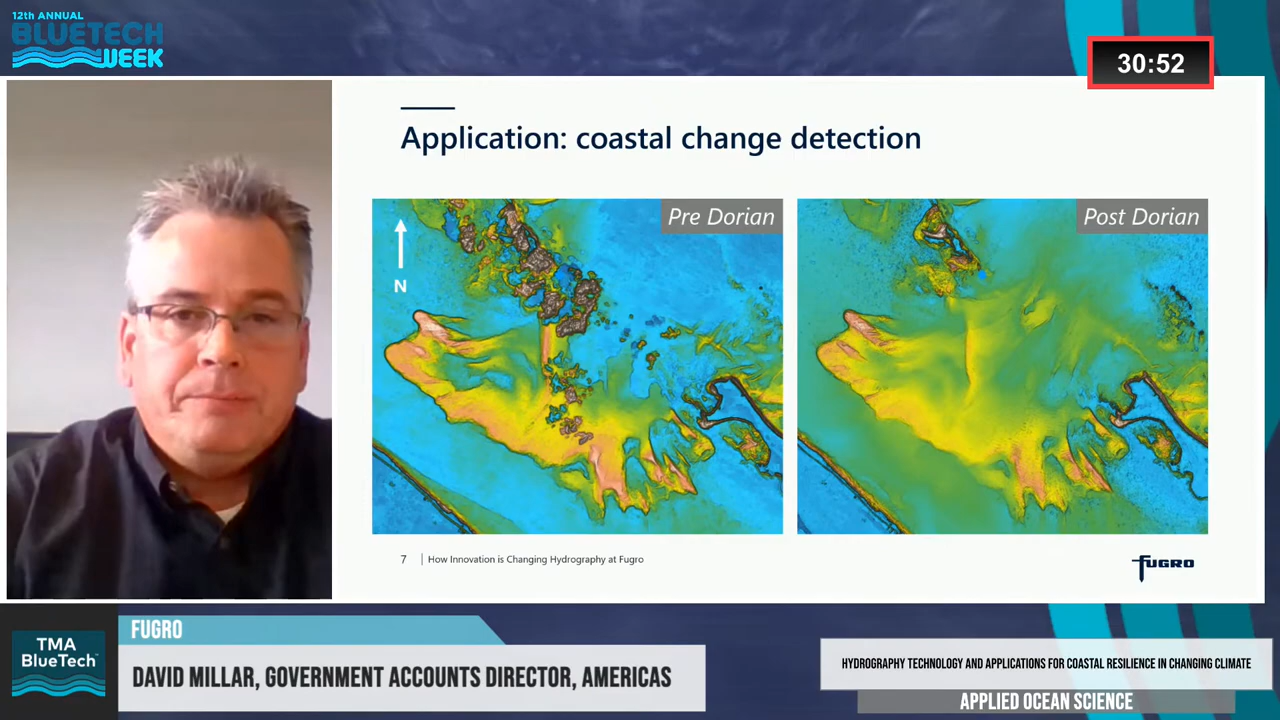 12th ANNUAL
BLUETECH
WEEK
30:52
Application: coastal change detection
Pre Dorian
Post Dorian
N
7
How Innovation is Changing Hydrography at Fugro
FUGRO
TMA
BlueTech™
FUGRO
DAVID MILLAR, GOVERNMENT ACCOUNTS DIRECTOR, AMERICAS
HYDROGRAPHY TECHNOLOGY AND APPLICATIONS FOR COASTAL RESILIENCE IN CHANGING CLIMATE
APPLIED OCEAN SCIENCE